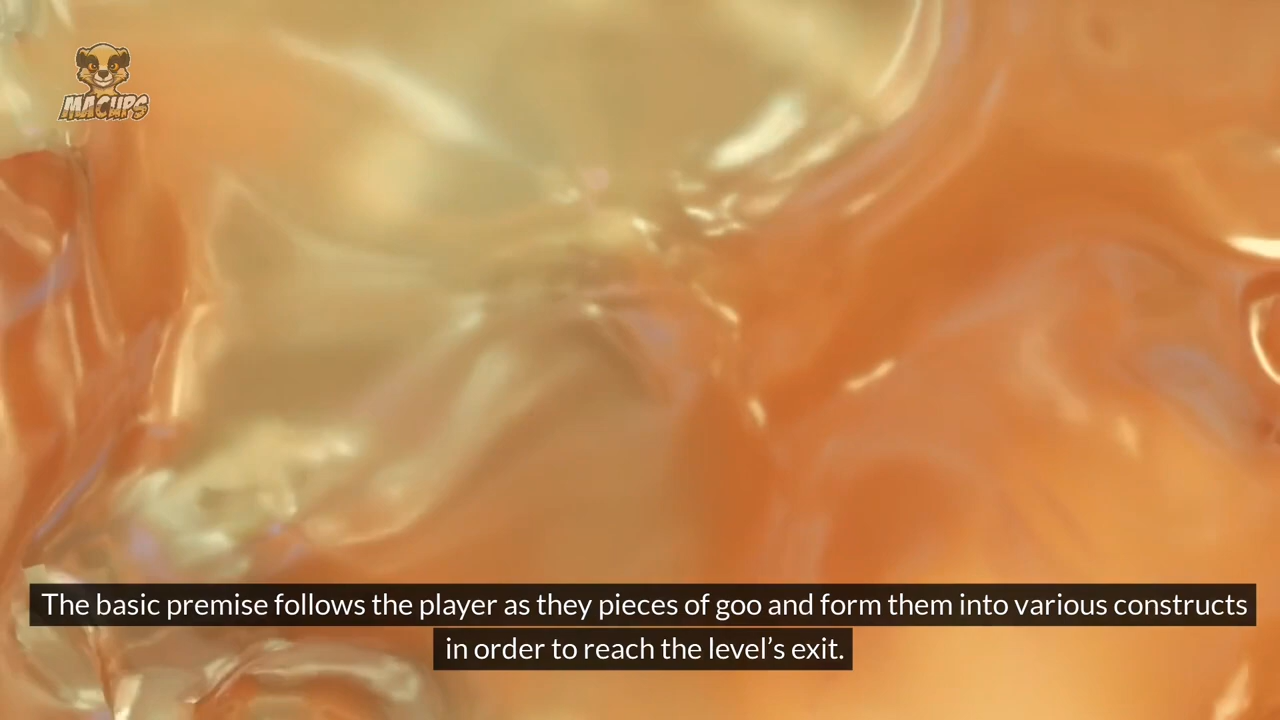 MACHPS
The basic premise follows the player as they pieces of goo and form them into various constructs
in order to reach the level’s exit.